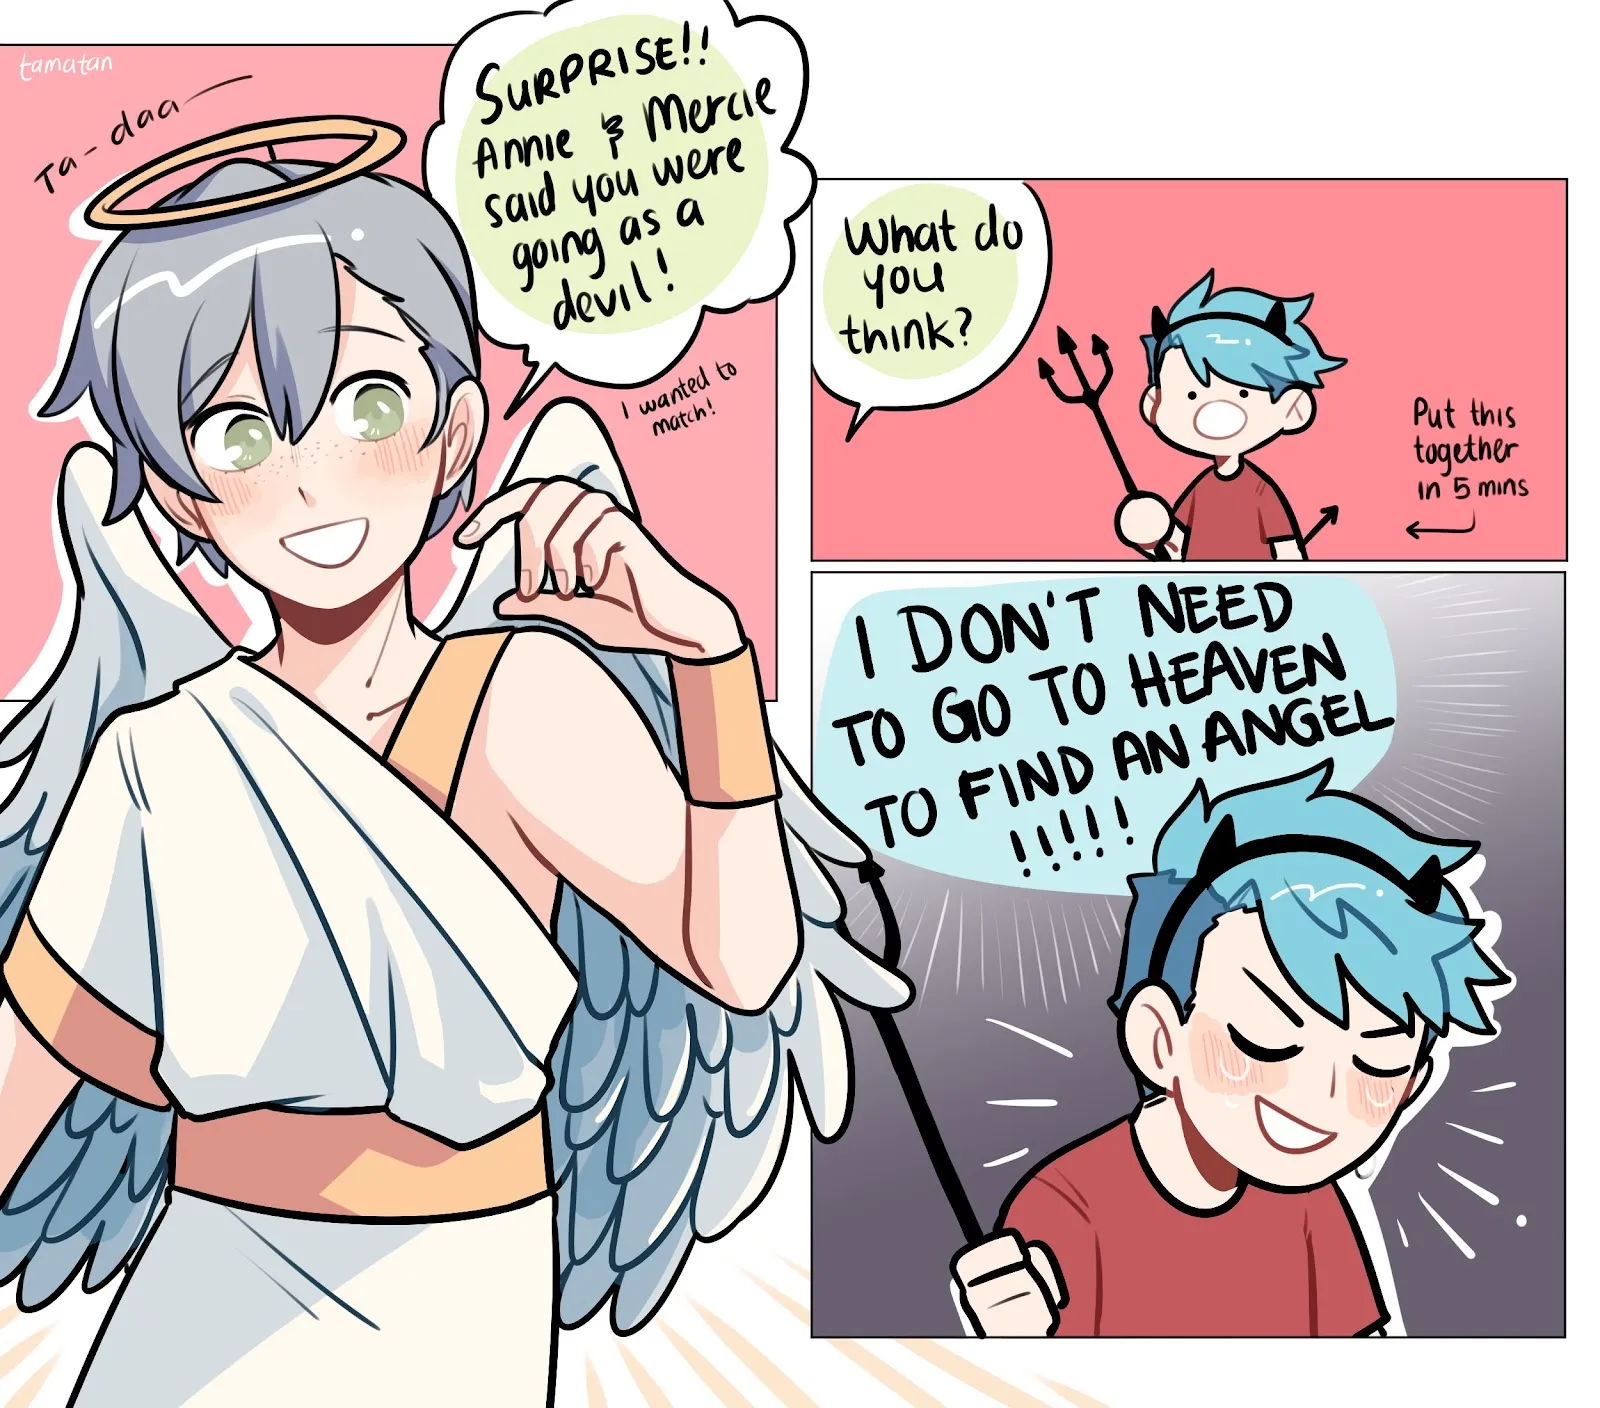 tamatan
Ta-daa—
SURPRISE!!
Annie & Mercie
said you were
going as a
devil!
I wanted to
match!
What do
you
think?
Put this
together
in 5 mins
I DON'T NEED
TO GO TO HEAVEN
TO FIND AN ANGEL
!!!!!